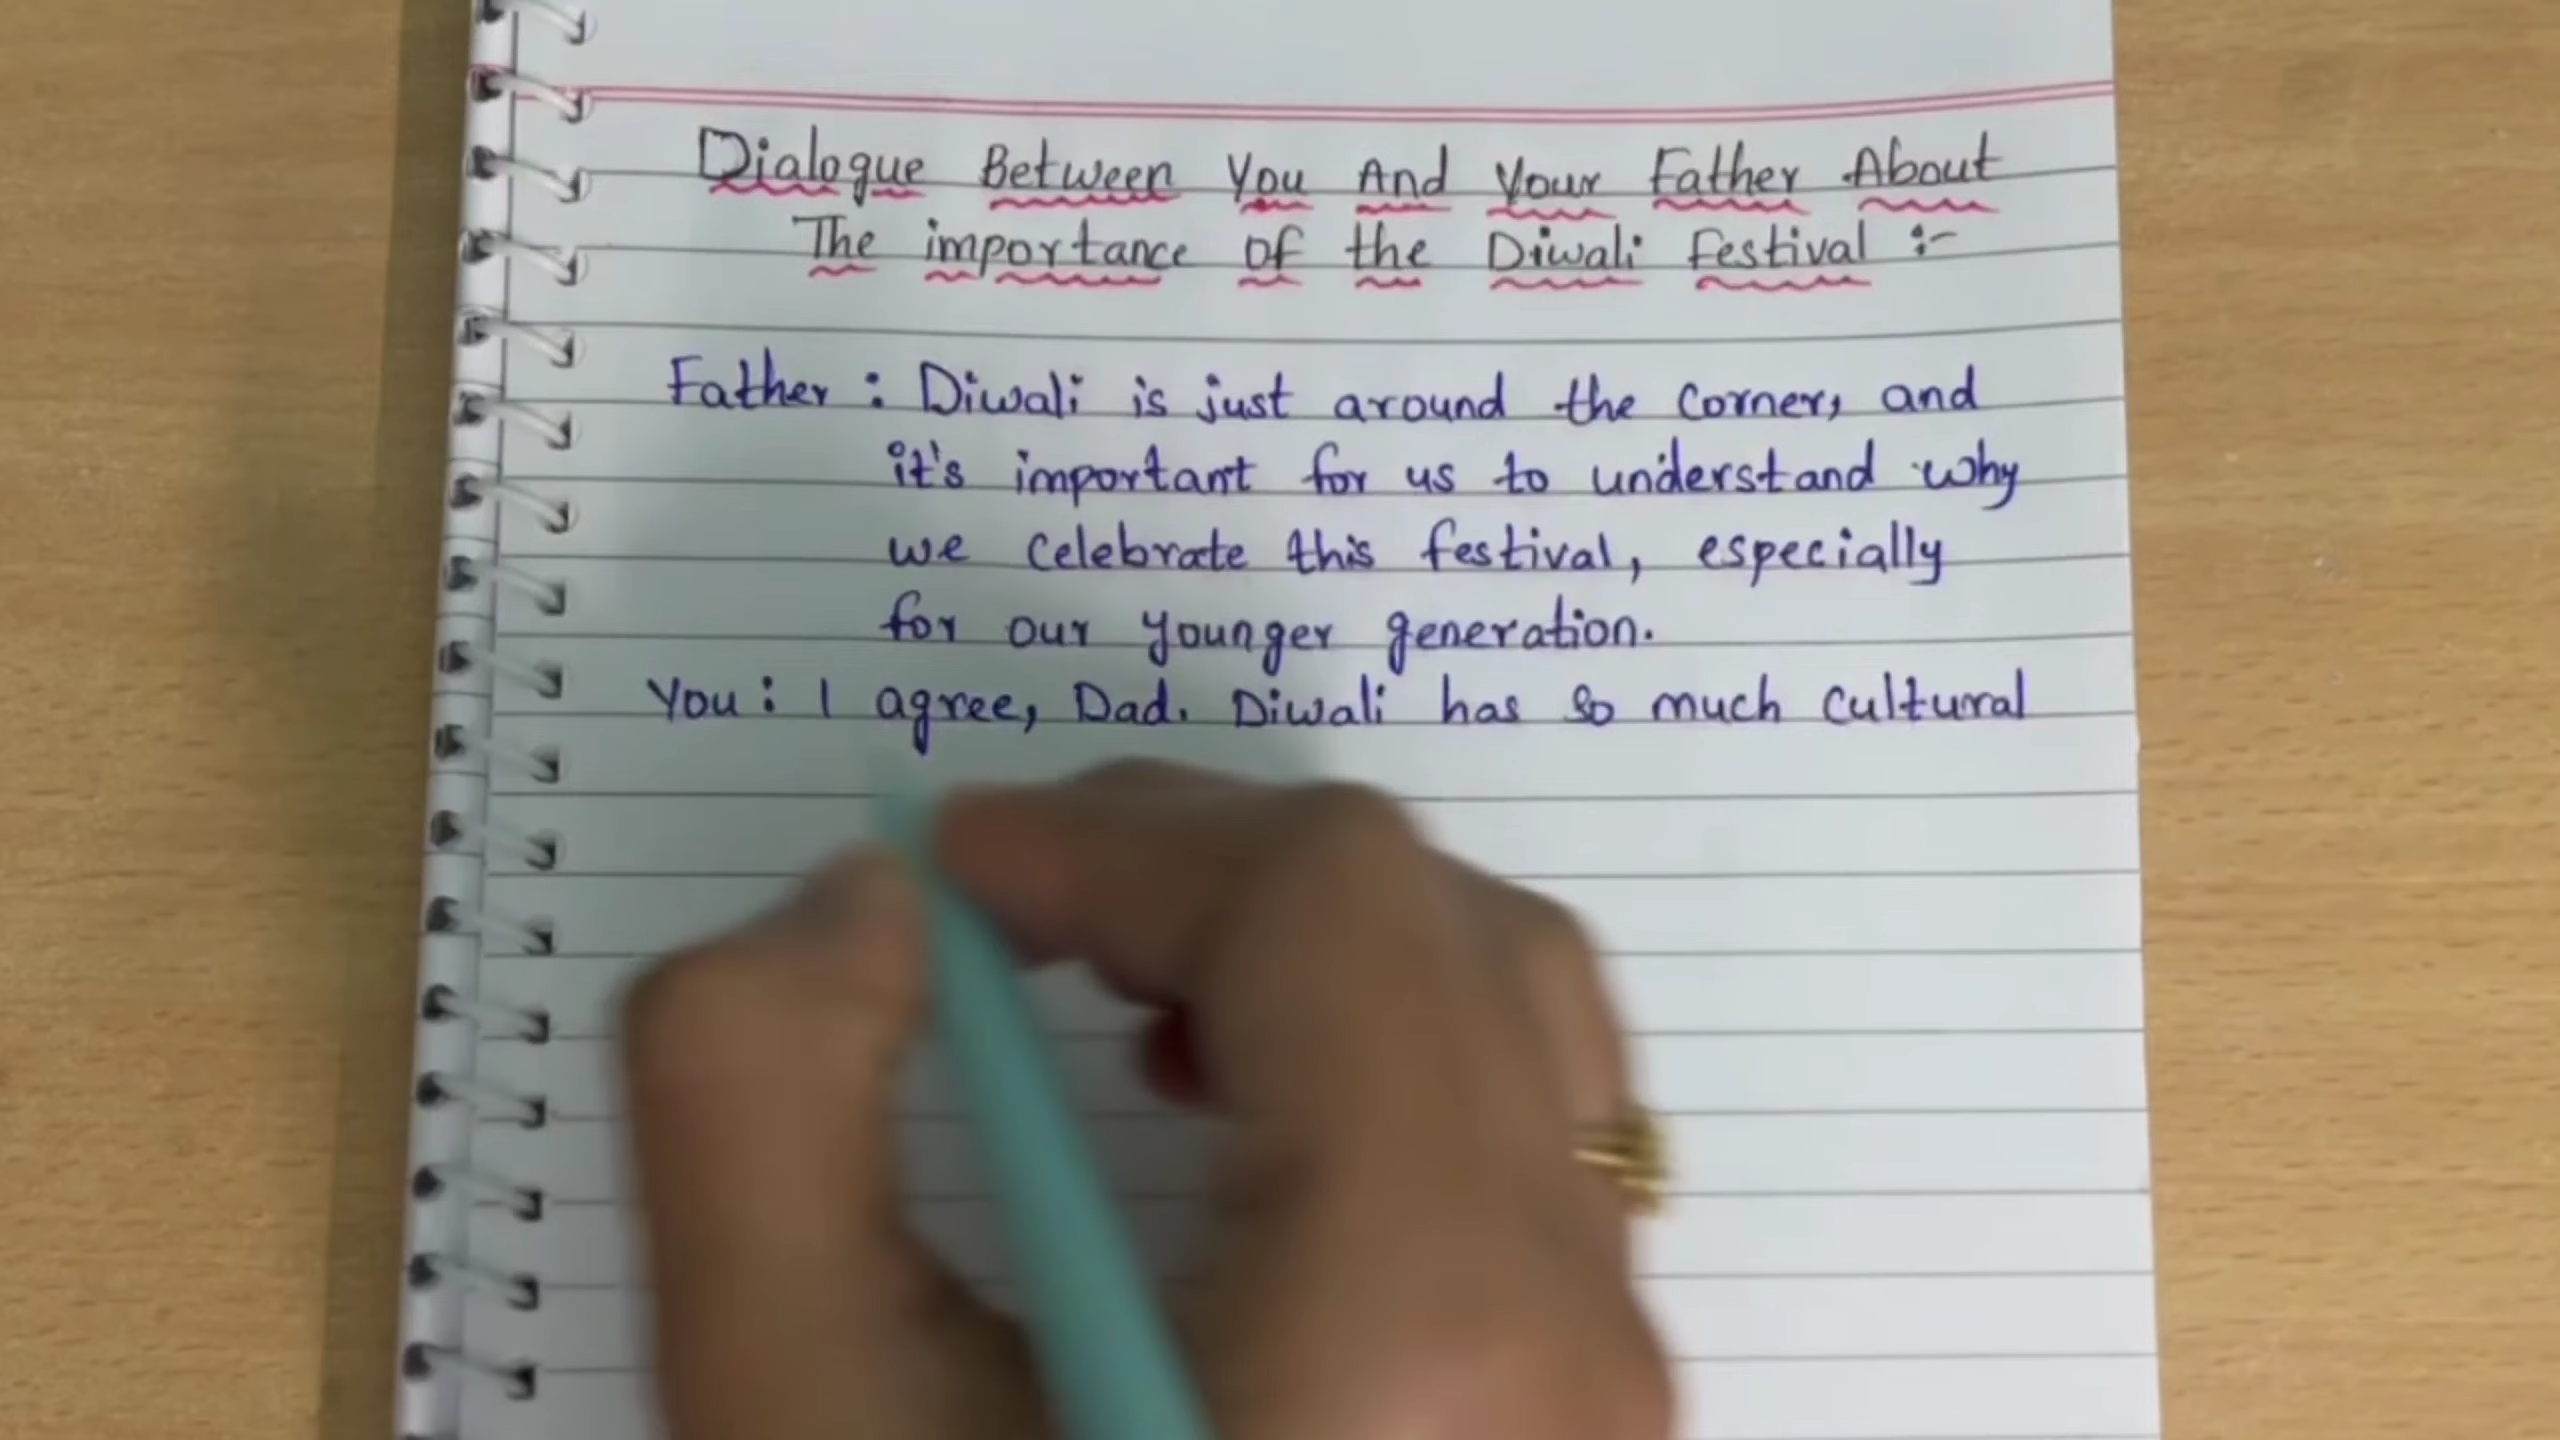 Dialogue Between You And Your Father About
The importance of the Diwali Festival :-
Father : Diwali is just around the corner, and
it's important for us to understand why
we celebrate this festival, especially
for our younger generation.
You : I agree, Dad. Diwali has so much cultural